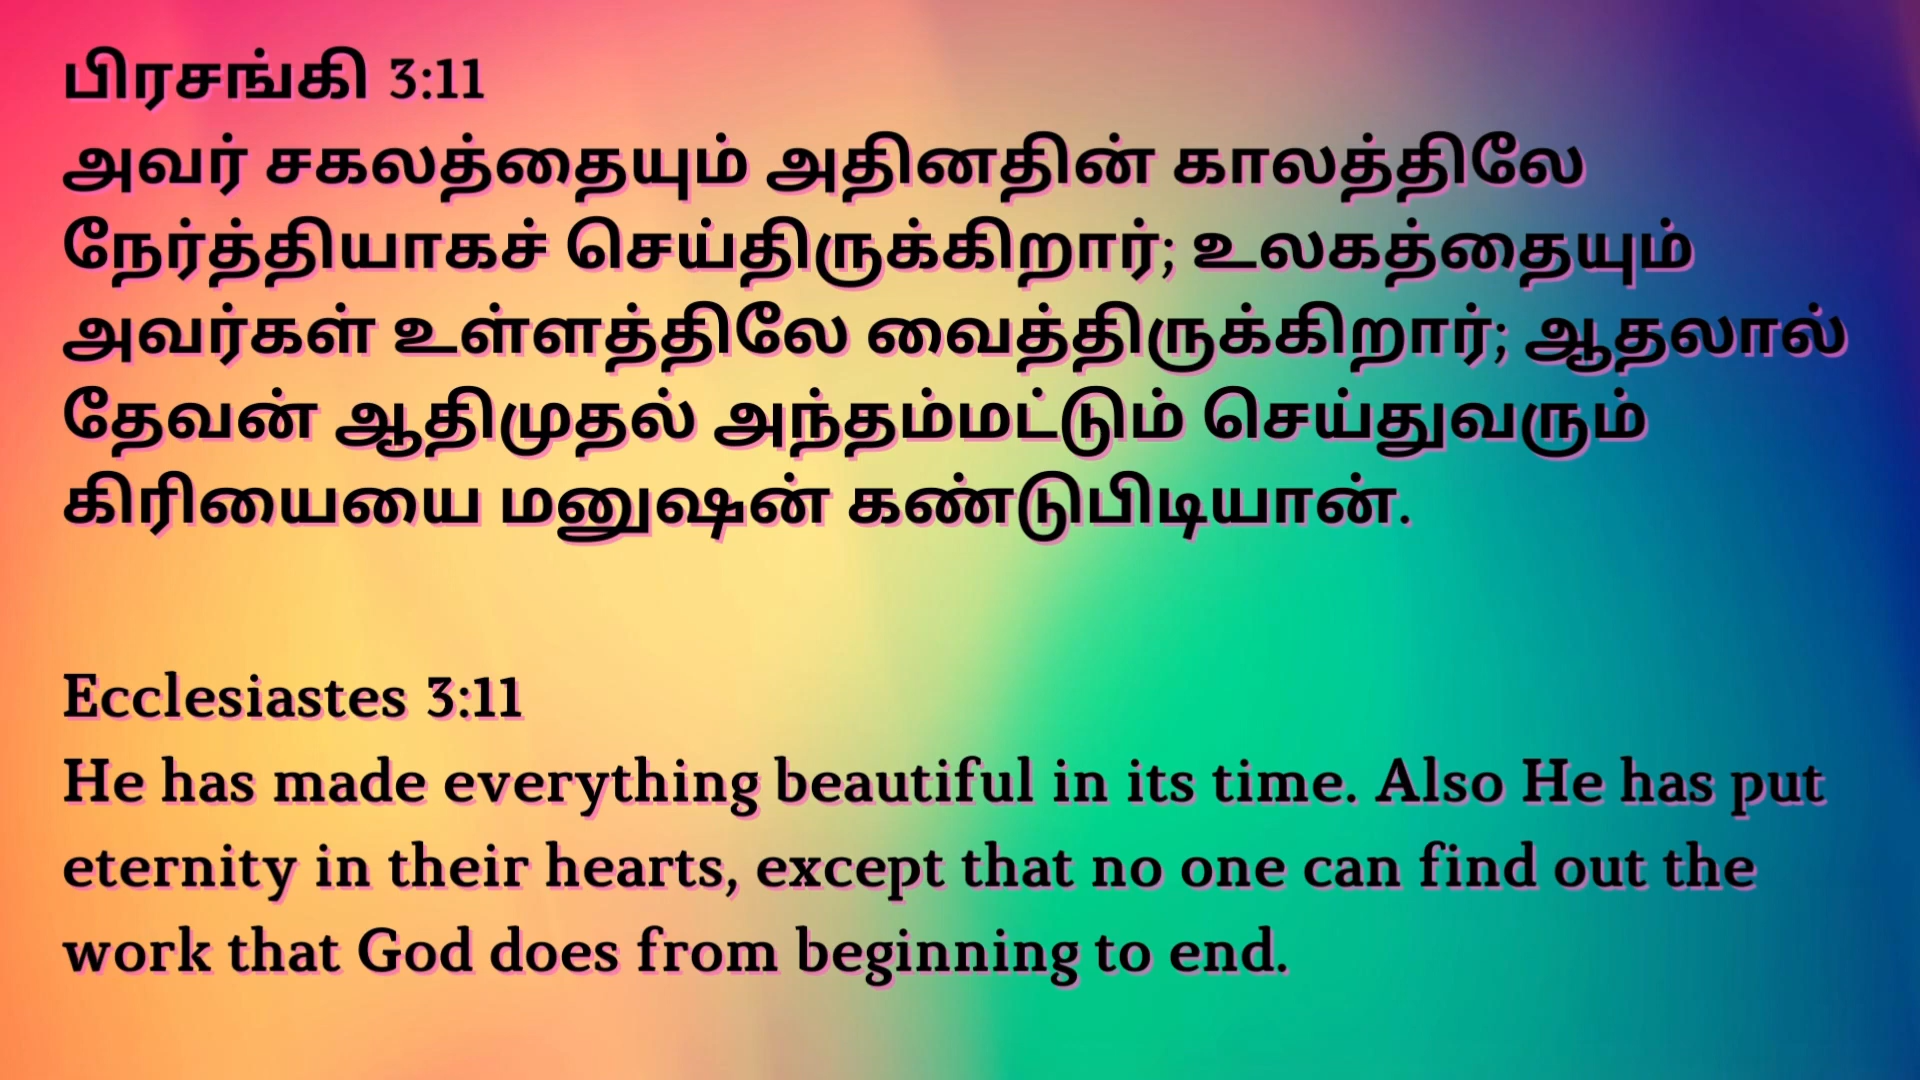 பிரசங்கி 3:11
அவர் சகலத்தையும் அதினதின் காலத்திலே
நேர்த்தியாகச் செய்திருக்கிறார்; உலகத்தையும்
அவர்கள் உள்ளத்திலே வைத்திருக்கிறார்; ஆதலால்
தேவன் ஆதிமுதல் அந்தம்மட்டும் செய்துவரும்
கிரியையை மனுஷன் கண்டுபிடியான்.
Ecclesiastes 3:11
He has made everything beautiful in its time. Also He has put
eternity in their hearts, except that no one can find out the
work that God does from beginning to end.